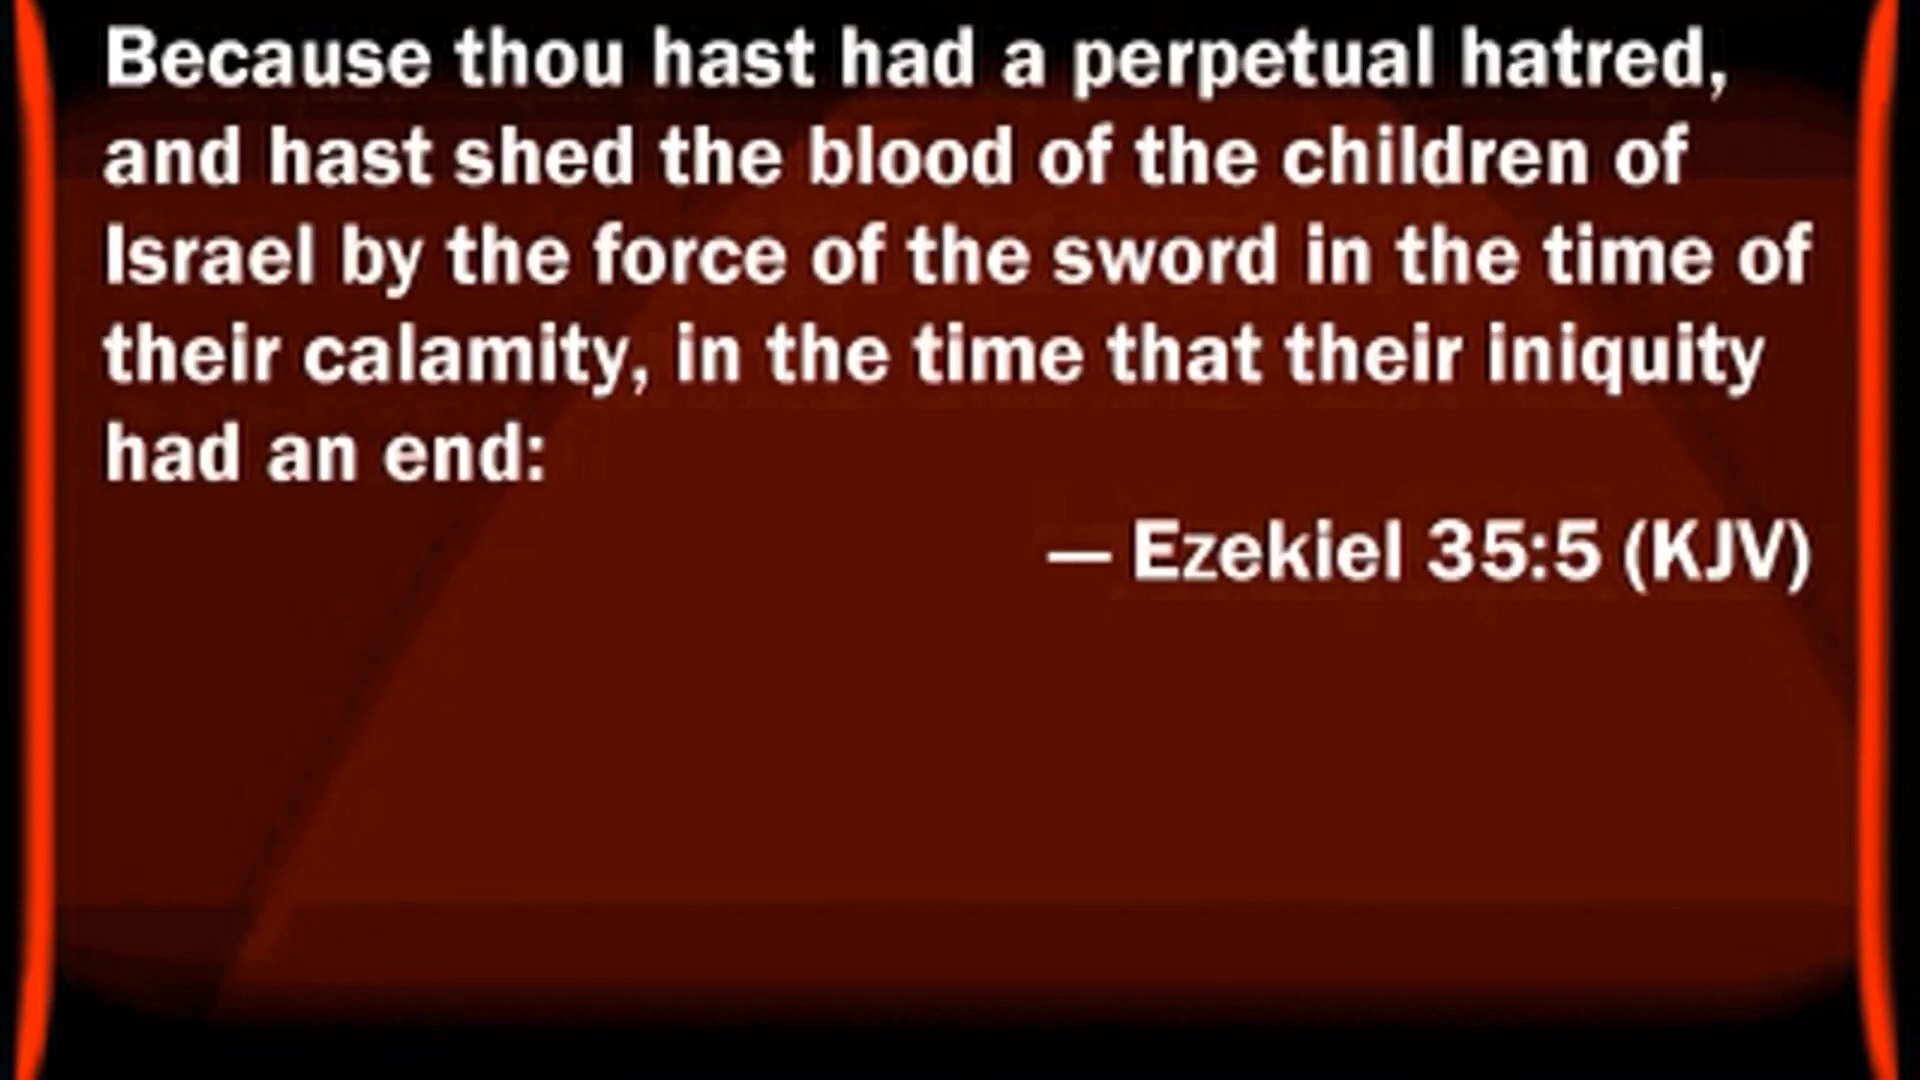 Because thou hast had a perpetual hatred,
and hast shed the blood of the children of
Israel by the force of the sword in the time of
their calamity, in the time that their iniquity
had an end:
— Ezekiel 35:5 (KJV)